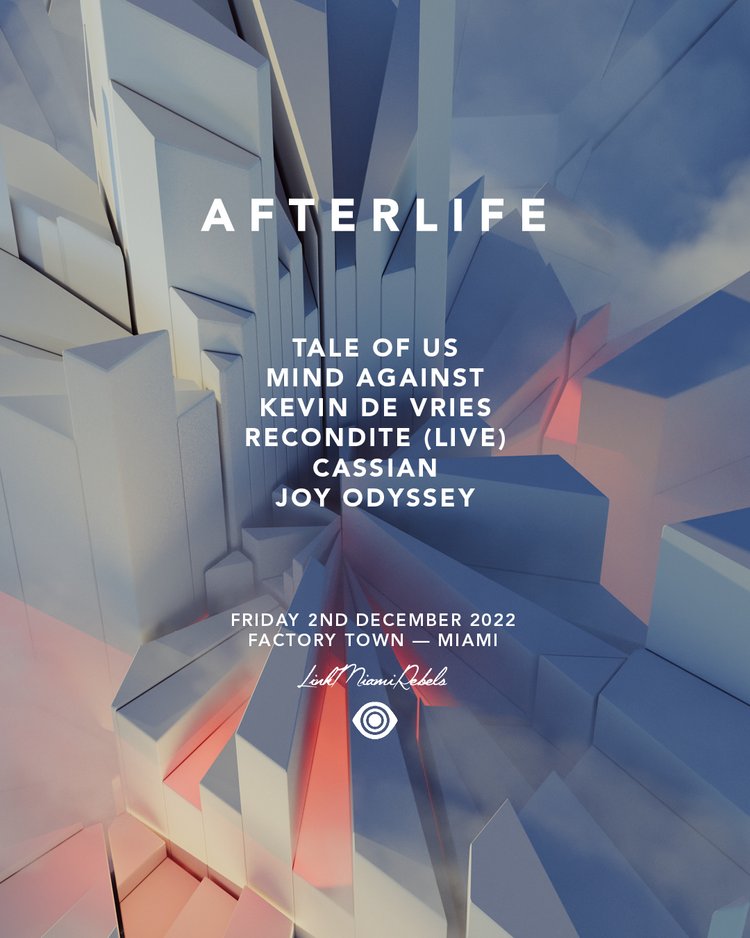 AFTERLIFE
TALE OF US
MIND AGAINST
KEVIN DE VRIES
RECONDITE (LIVE)
CASSIAN
JOY ODYSSEY
FRIDAY 2ND DECEMBER 2022
FACTORY TOWN — MIAMI
LinkMiamiRebels